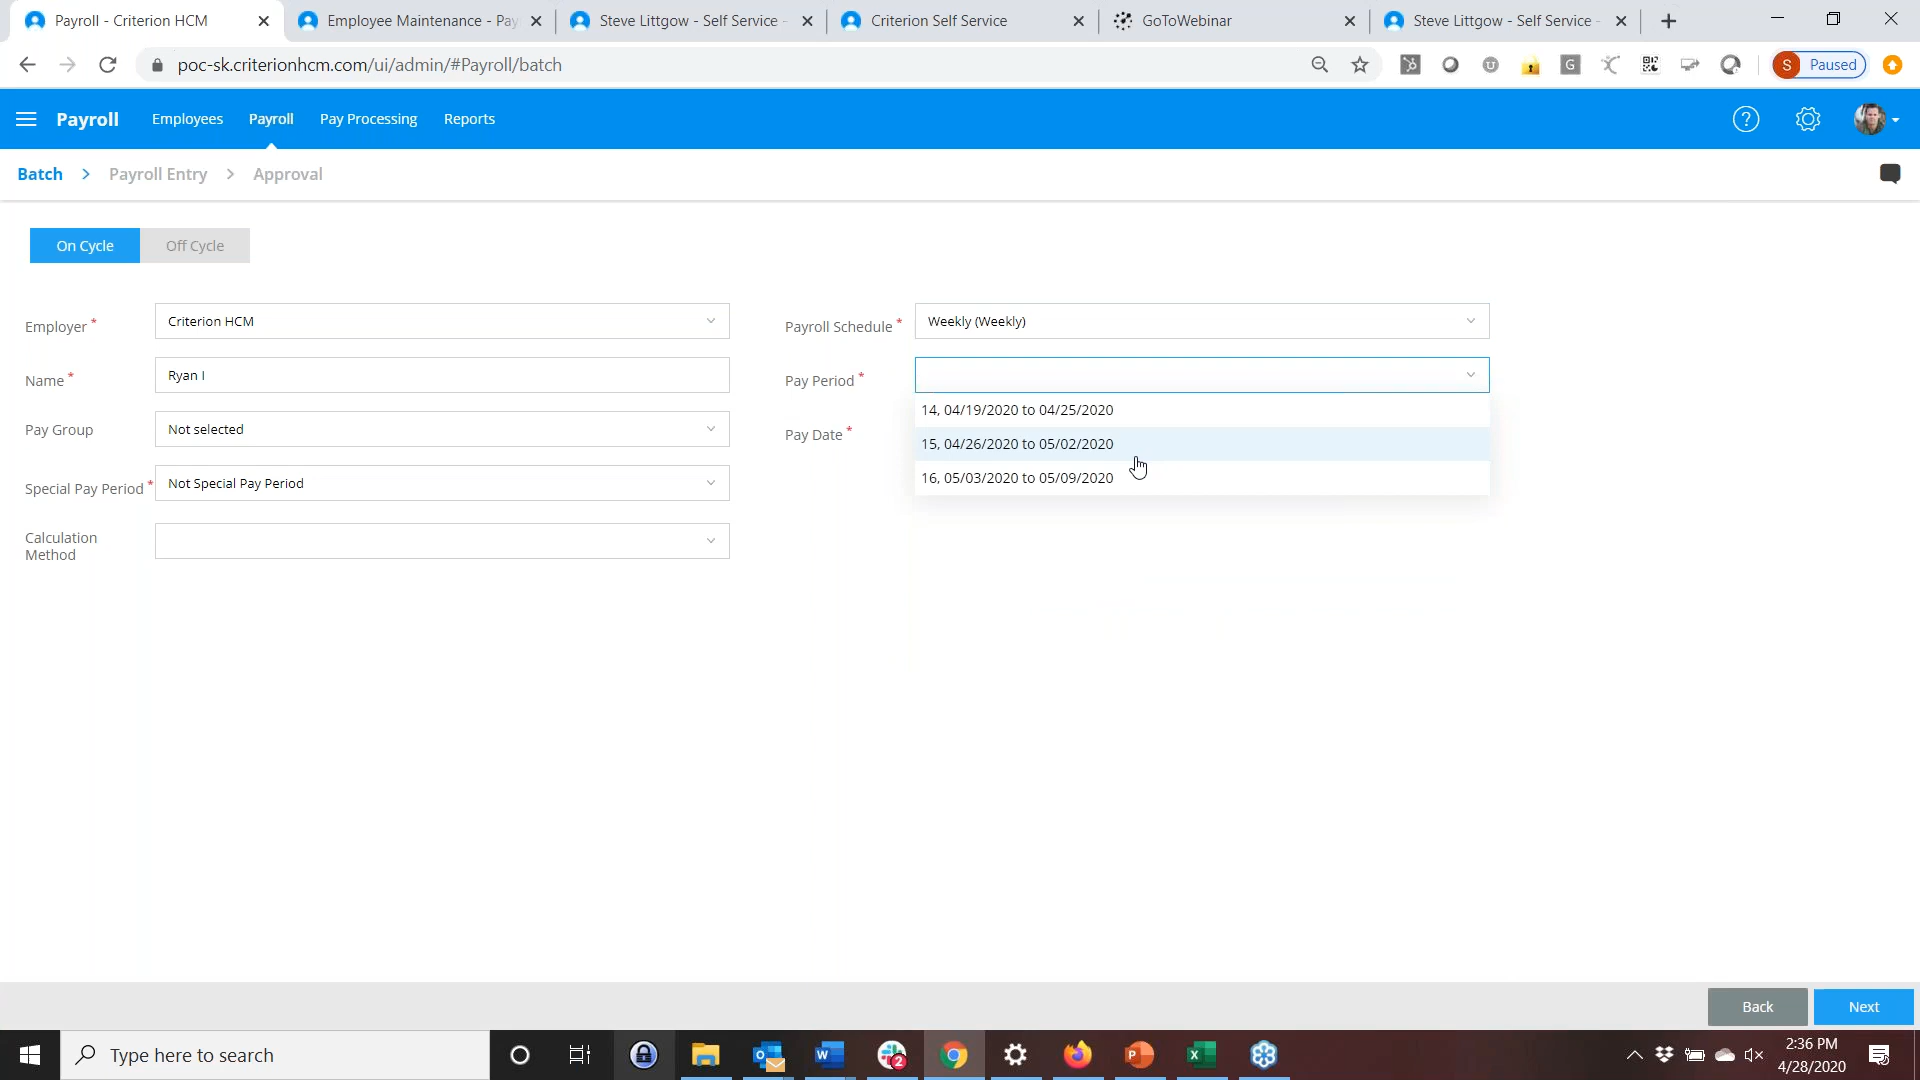 Payroll - Criterion HCM
Employee Maintenance - Pay
Steve Littgow - Self Service -
Criterion Self Service
GoToWebinar
Steve Littgow - Self Service -
poc-sk.criterionhcm.com/ui/admin/#Payroll/batch
G
S Paused
Payroll Employees Payroll Pay Processing Reports
?
Batch > Payroll Entry > Approval
On Cycle Off Cycle
Employer * Criterion HCM
Payroll Schedule * Weekly (Weekly)
Name * Ryan I
Pay Period *
14, 04/19/2020 to 04/25/2020
Pay Group Not selected
Pay Date *
15, 04/26/2020 to 05/02/2020
16, 05/03/2020 to 05/09/2020
Special Pay Period * Not Special Pay Period
Calculation
Method
Back Next
Type here to search
2
2:36 PM
4/28/2020